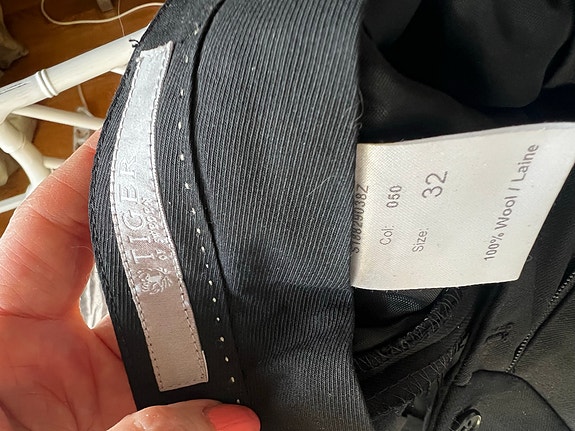 TIGER
OF SWEDEN
Col: 050
Size: 32
100% Wool / Laine